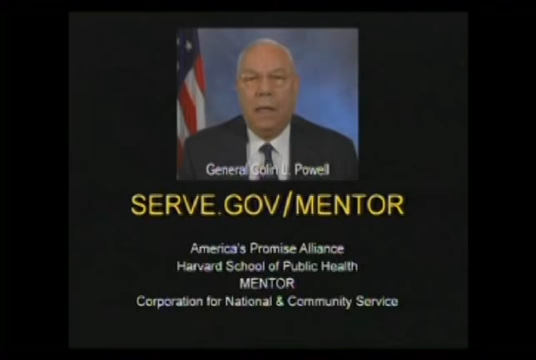 General Colin L. Powell
SERVE.GOV/MENTOR
America's Promise Alliance
Harvard School of Public Health
MENTOR
Corporation for National & Community Service